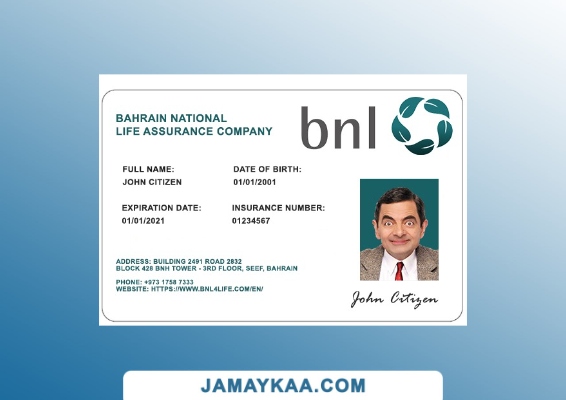 BAHRAIN NATIONAL
LIFE ASSURANCE COMPANY
bnl
FULL NAME:
JOHN CITIZEN
DATE OF BIRTH:
01/01/2001
EXPIRATION DATE:
01/01/2021
INSURANCE NUMBER:
01234567
ADDRESS: BUILDING 2491 ROAD 2832
BLOCK 428 BNH TOWER - 3RD FLOOR, SEEF, BAHRAIN
PHONE: +973 1758 7333
WEBSITE: HTTPS://WWW.BNL4LIFE.COM/EN/
John Citizen
JAMAYKAA.COM